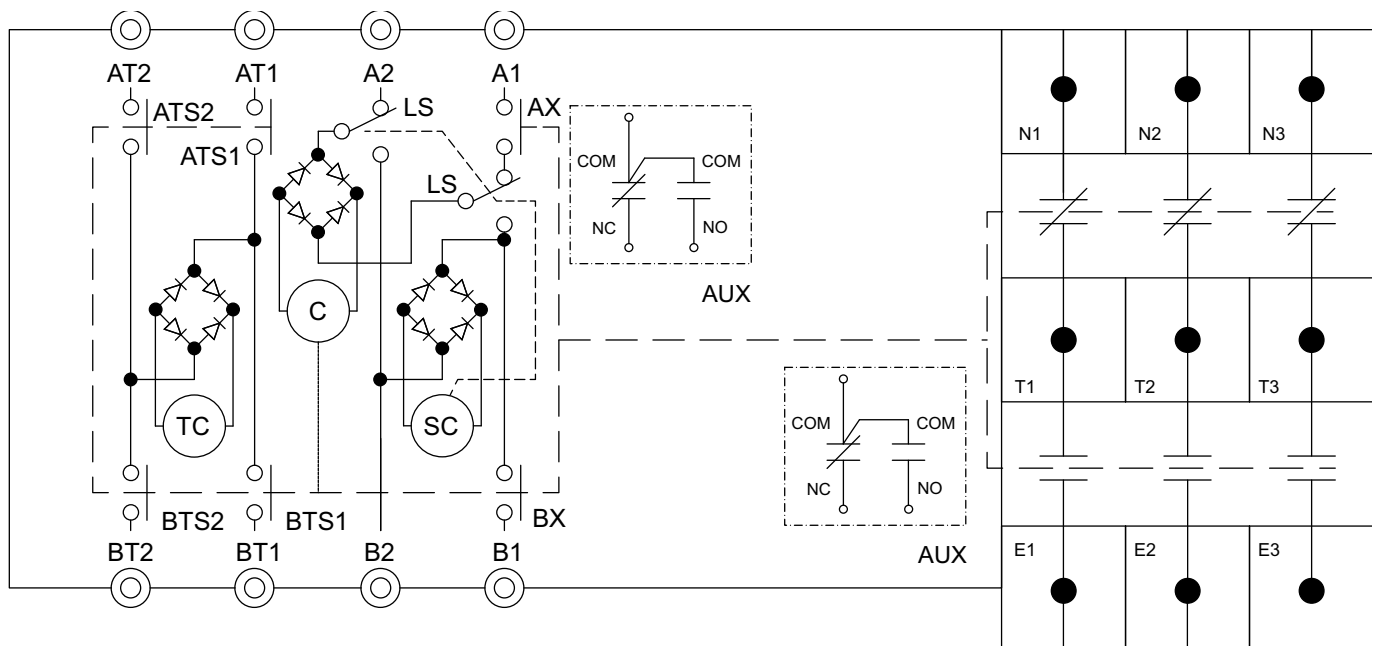 AT2 AT1 A2 A1
ATS2 LS AX
ATS1
LS
COM COM
NC NO
AUX
C
TC SC
COM COM
NC NO
AUX
BTS2 BTS1 BX
BT2 BT1 B2 B1
N1 N2 N3
T1 T2 T3
E1 E2 E3